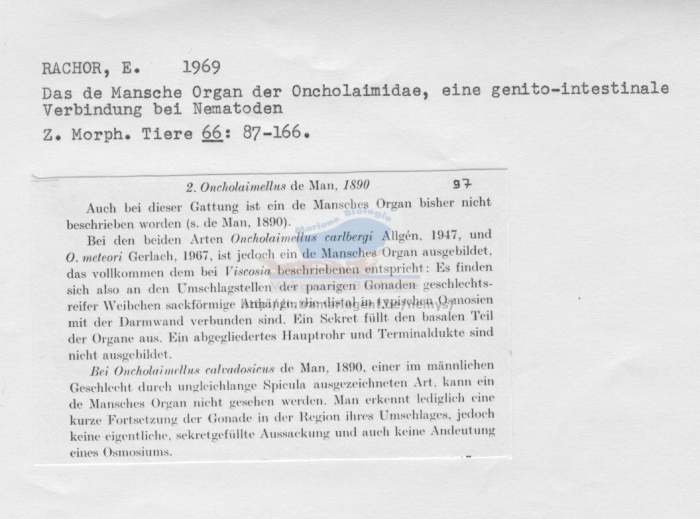 RACHOR, E. 1969
Das de Mansche Organ der Oncholaimidae, eine genito-intestinale
Verbindung bei Nematoden
Z. Morph. Tiere 66: 87-166.
2. Oncholaimellus de Man, 1890 97
Auch bei dieser Gattung ist ein de Mansches Organ bisher nicht
beschrieben worden (s. de Man, 1890).
Bei den beiden Arten Oncholaimellus carlbergi Allgén, 1947, und
O. meteori Gerlach, 1967, ist jedoch ein de Mansches Organ ausgebildet,
das vollkommen dem bei Viscosia beschriebenen entspricht: Es finden
sich also an den Umschlagstellen der paarigen Gonaden geschlechts-
reifer Weibchen sackförmige Anhänge, die distal in typischen Osmosien
mit der Darmwand verbunden sind. Ein Sekret füllt den basalen Teil
der Organe aus. Ein abgegliedertes Hauptrohr und Terminaldukte sind
nicht ausgebildet.
Bei Oncholaimellus calvadosicus de Man, 1890, einer im männlichen
Geschlecht durch ungleichlange Spicula ausgezeichneten Art, kann ein
de Mansches Organ nicht gesehen werden. Man erkennt lediglich eine
kurze Fortsetzung der Gonade in der Region ihres Umschlages, jedoch
keine eigentliche, sekretgefüllte Aussackung und auch keine Andeutung
eines Osmosiums.
Marine Biologie